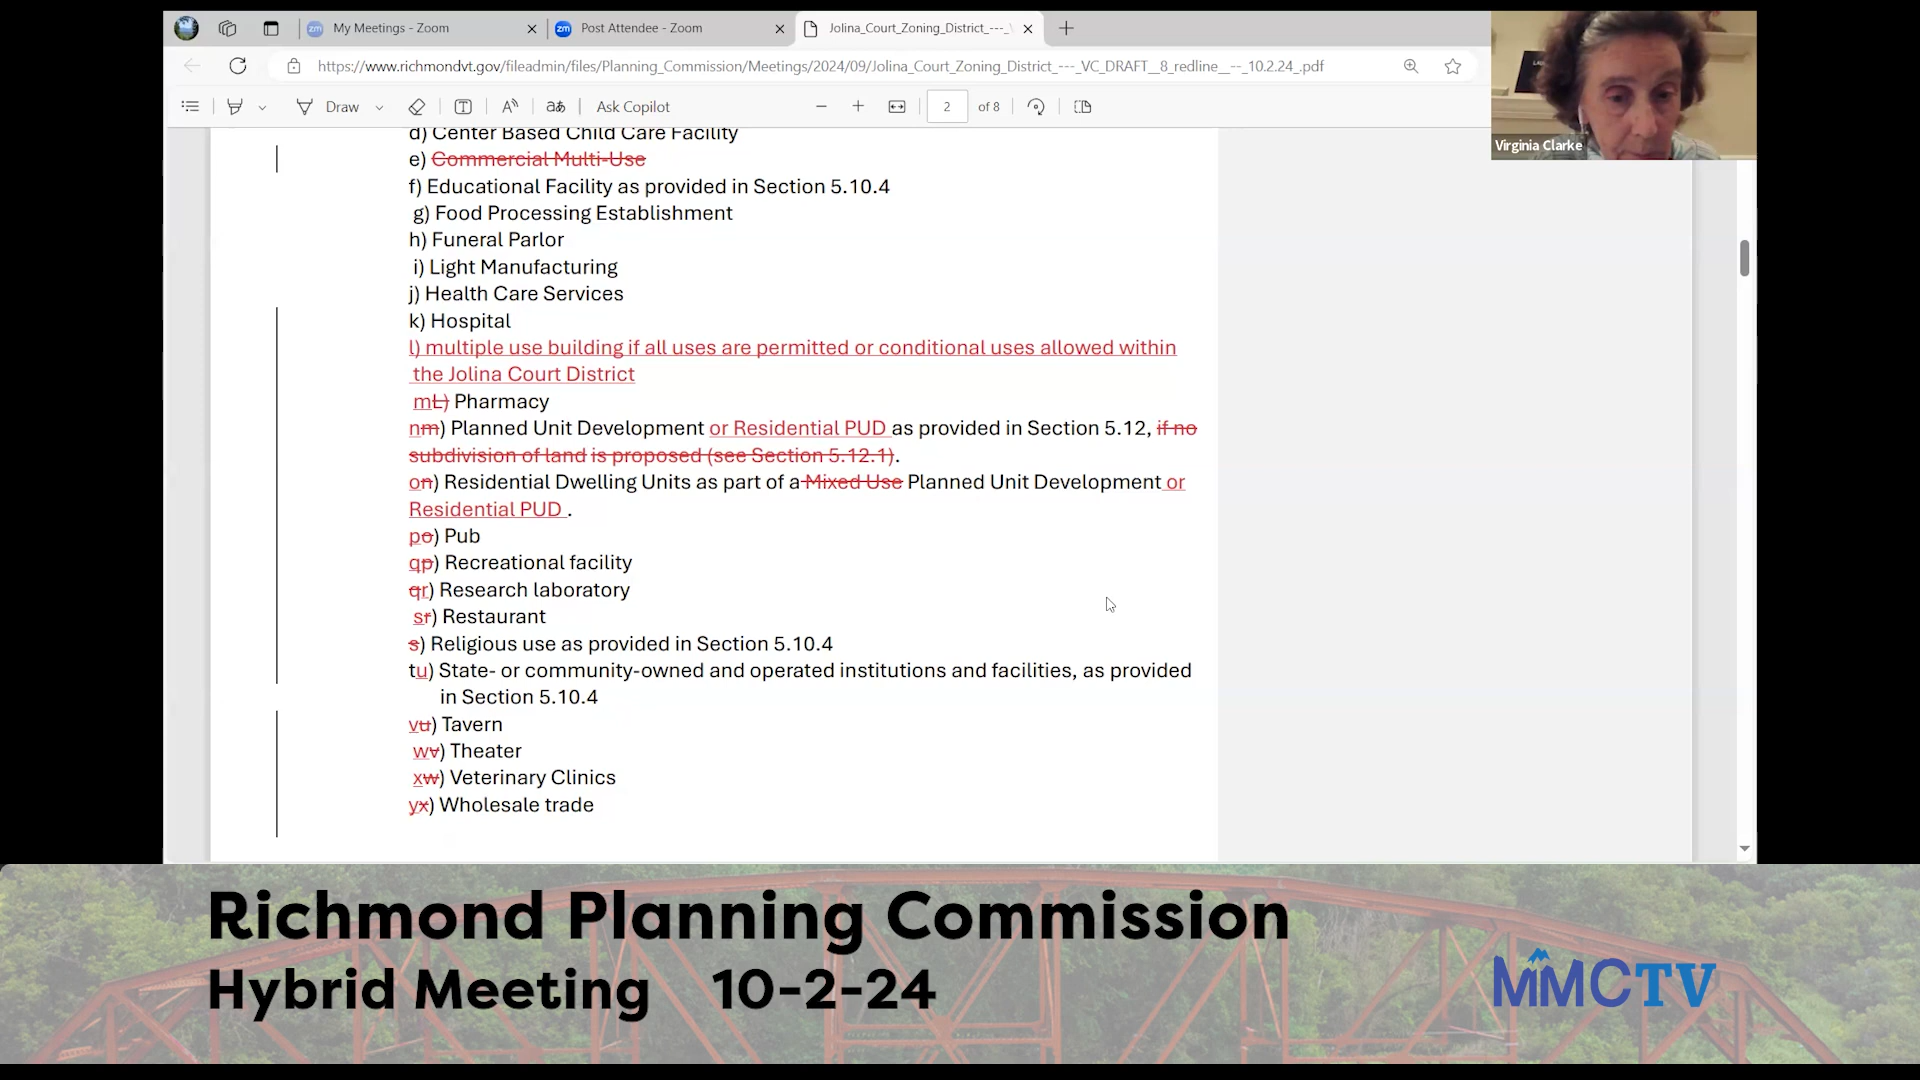 My Meetings - Zoom
Post Attendee - Zoom
Jolina_Court_Zoning_District_---_V
https://www.richmondvt.gov/fileadmin/files/Planning_Commission/Meetings/2024/09/Jolina_Court_Zoning_District_---_VC_DRAFT__8_redline__--_10.2.24_.pdf
Draw
Ask Copilot
2 of 8
Virginia Clarke
d) Center Based Child Care Facility
e) Commercial Multi-Use
f) Educational Facility as provided in Section 5.10.4
g) Food Processing Establishment
h) Funeral Parlor
i) Light Manufacturing
j) Health Care Services
k) Hospital
l) multiple use building if all uses are permitted or conditional uses allowed within
the Jolina Court District
mL) Pharmacy
nm) Planned Unit Development or Residential PUD as provided in Section 5.12, if no
subdivision of land is proposed (see Section 5.12.1).
on) Residential Dwelling Units as part of a Mixed Use Planned Unit Development or
Residential PUD .
po) Pub
qp) Recreational facility
qr) Research laboratory
sr) Restaurant
s) Religious use as provided in Section 5.10.4
tu) State- or community-owned and operated institutions and facilities, as provided
in Section 5.10.4
vu) Tavern
wv) Theater
xw) Veterinary Clinics
yx) Wholesale trade
Richmond Planning Commission
Hybrid Meeting 10-2-24
MMCTV